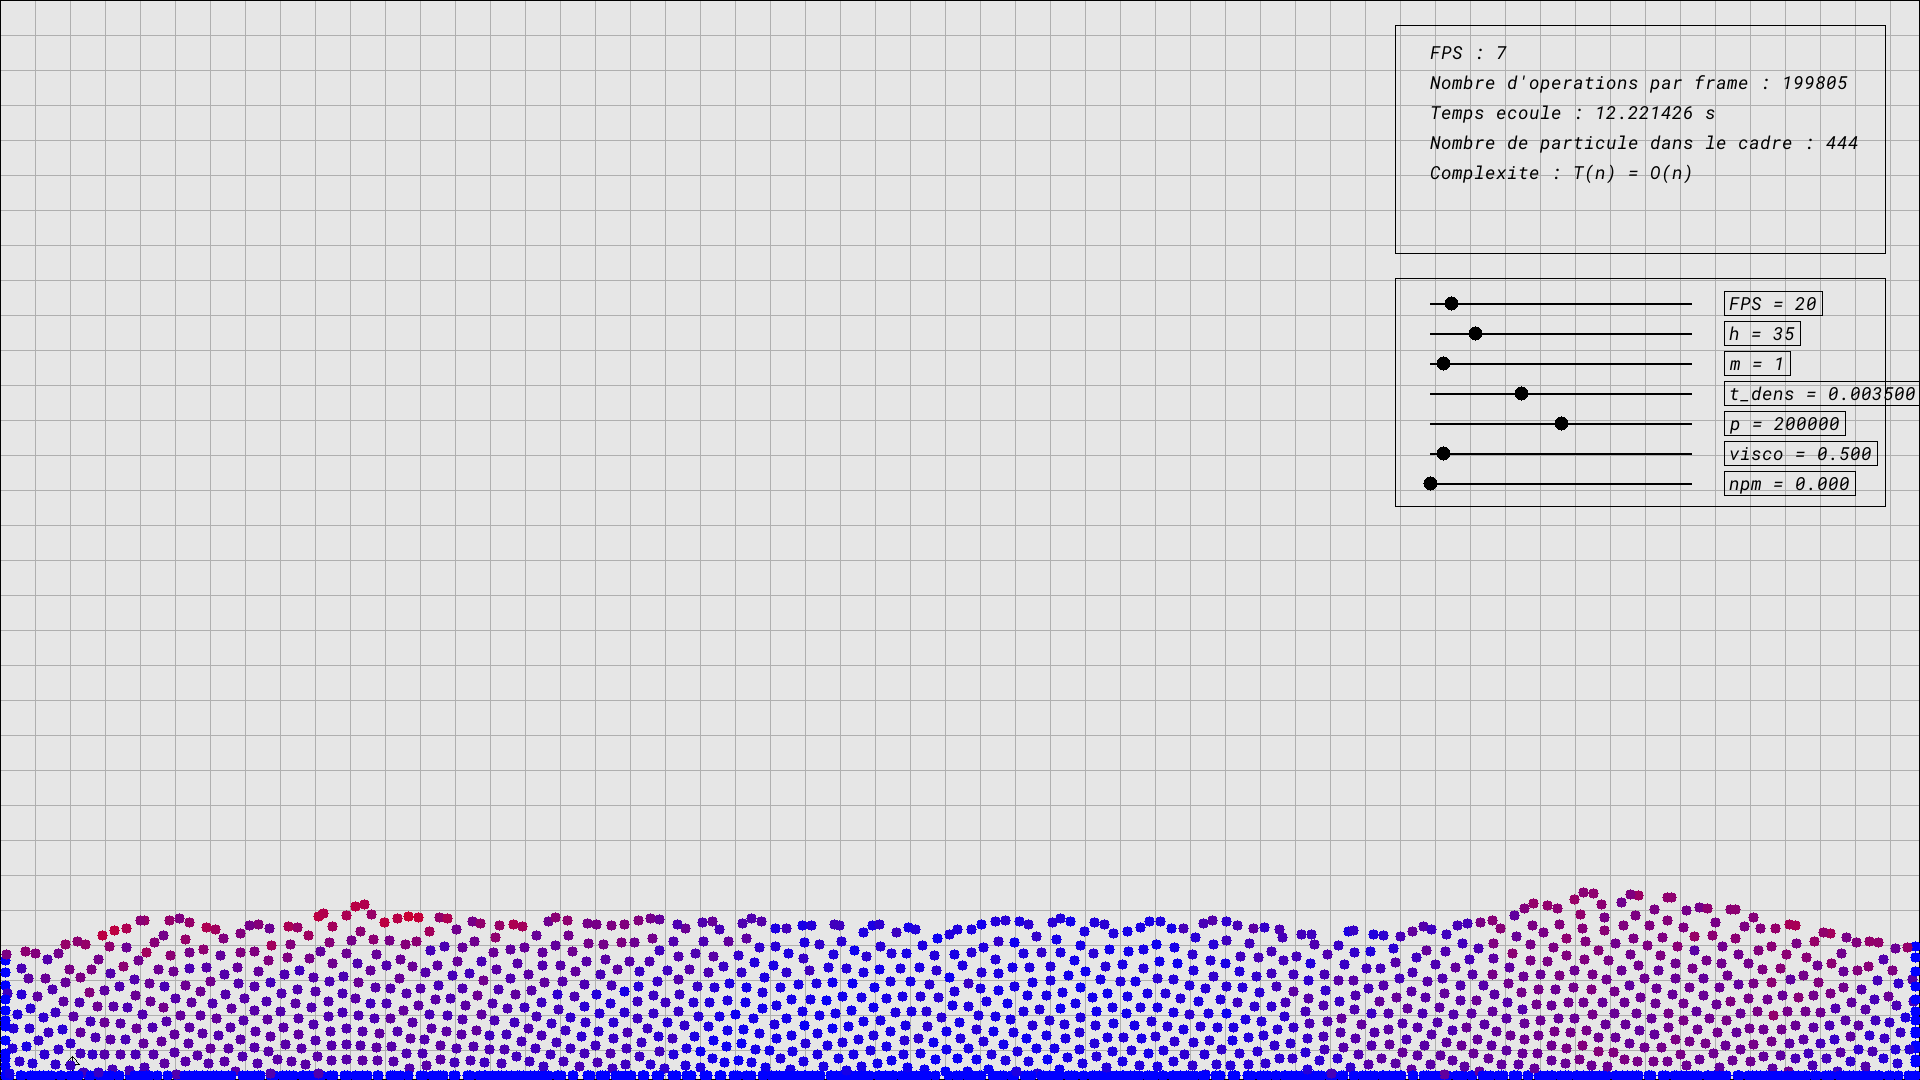 FPS : 7
Nombre d'operations par frame : 199805
Temps ecoule : 12.221426 s
Nombre de particule dans le cadre : 444
Complexite : T(n) = O(n)
FPS = 20
h = 35
m = 1
t_dens = 0.003500
p = 200000
visco = 0.500
npm = 0.000